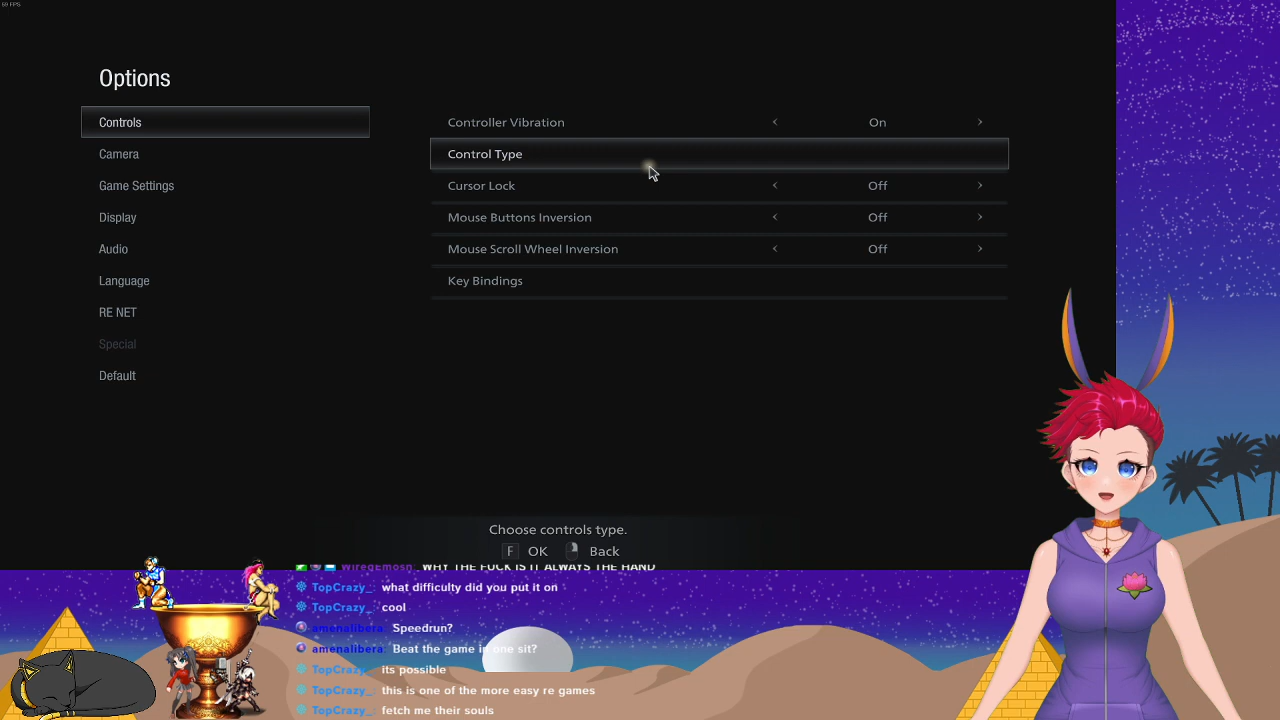 59 FPS
Options
Controls
Camera
Game Settings
Display
Audio
Language
RE NET
Special
Default
Controller Vibration < On >
Control Type
Cursor Lock < Off >
Mouse Buttons Inversion < Off >
Mouse Scroll Wheel Inversion < Off >
Key Bindings
Choose controls type.
F OK Back
WiregEmosn: WHY THE FUCK IS IT ALWAYS THE HAND
TopCrazy_: what difficulty did you put it on
TopCrazy_: cool
amenalibera: Speedrun?
amenalibera: Beat the game in one sit?
TopCrazy_: its possible
TopCrazy_: this is one of the more easy re games
TopCrazy_: fetch me their souls